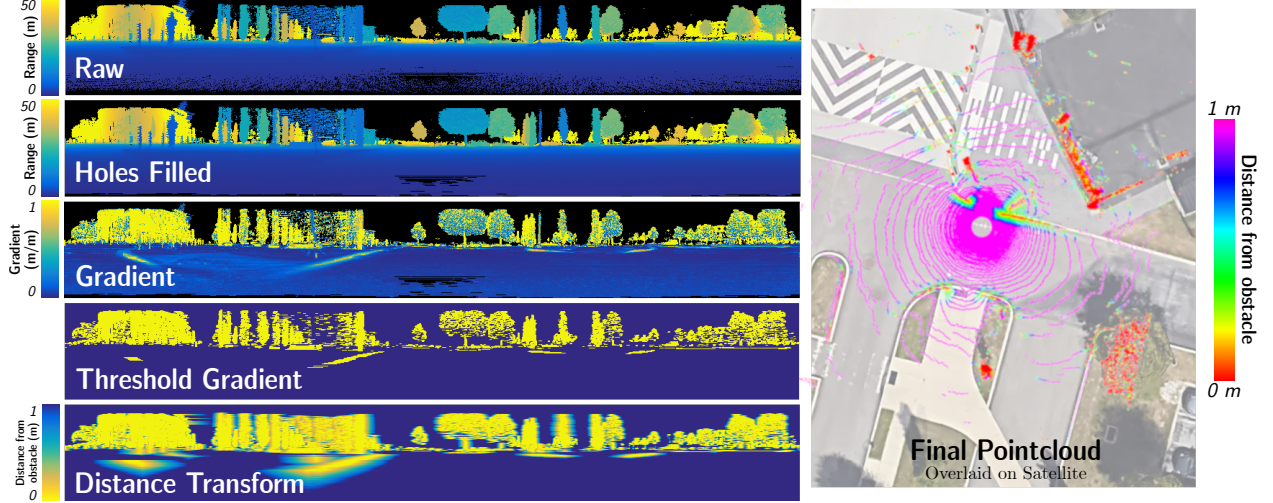 50
Range (m)
0
Raw
50
Range (m)
0
Holes Filled
1
Gradient
(m/m)
0
Gradient
Threshold Gradient
1
Distance from
obstacle (m)
0
Distance Transform
Final Pointcloud
Overlaid on Satellite
1 m
Distance from obstacle
0 m